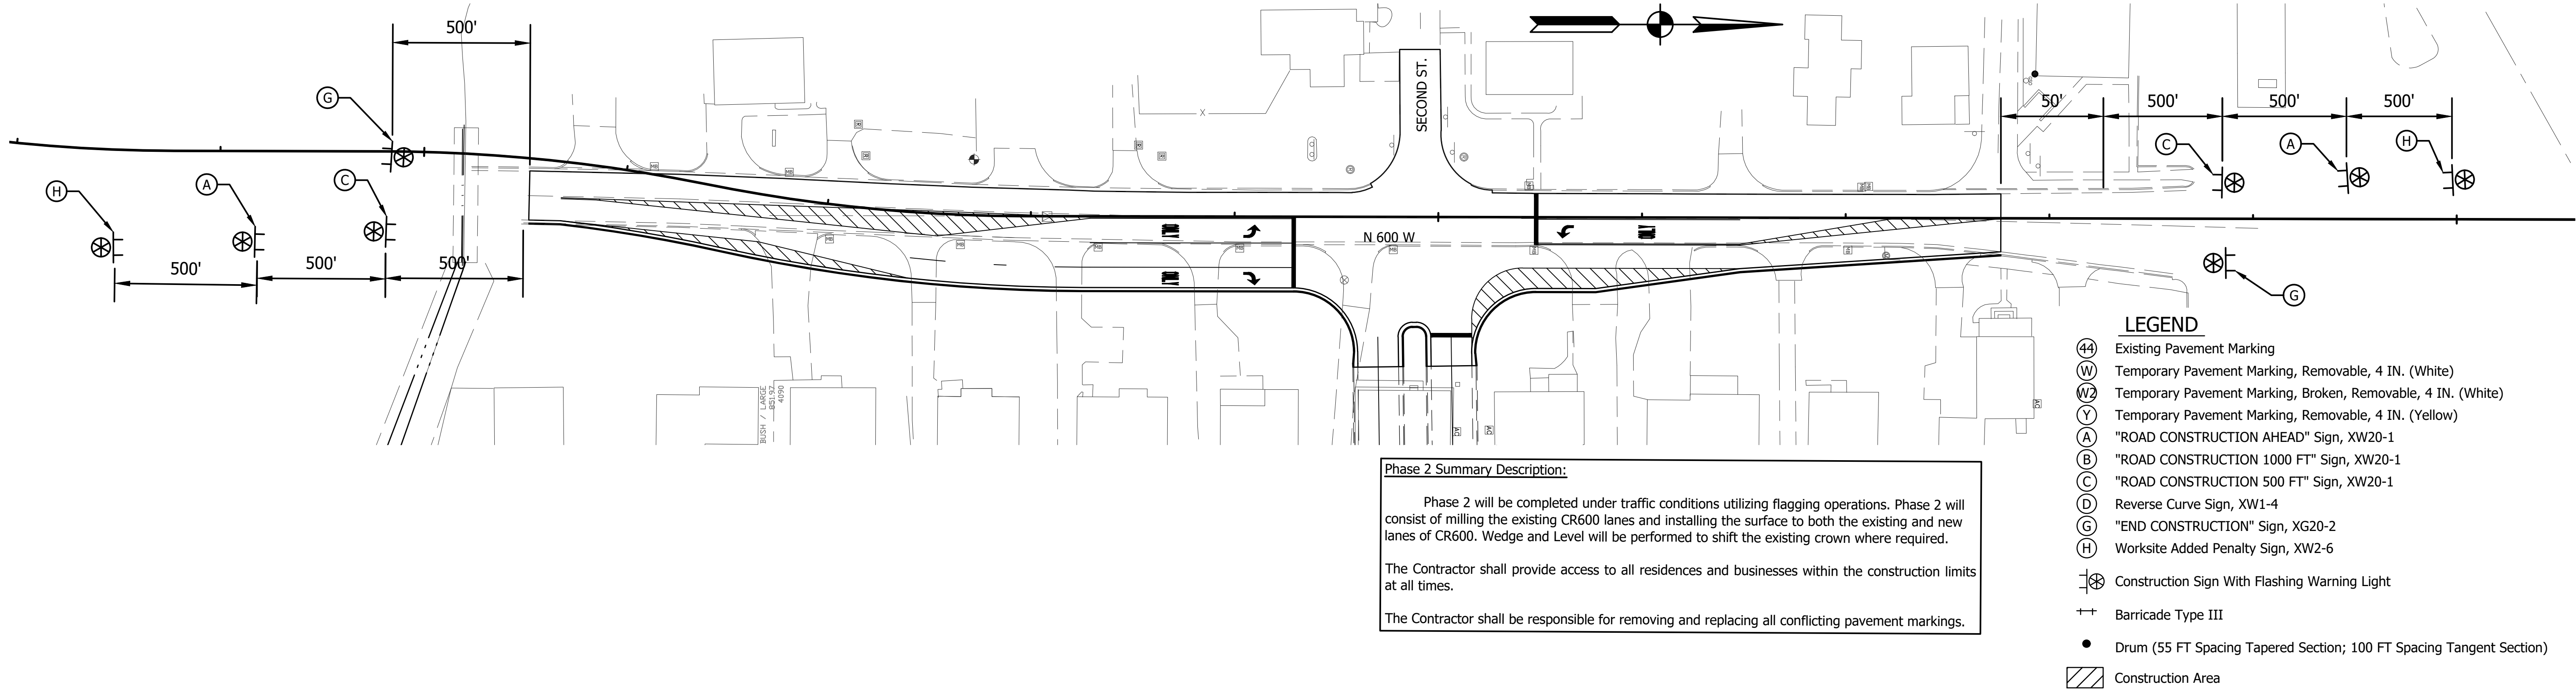 500'
G
H
A
C
500'
500'
500'
SECOND ST.
N 600 W
50'
500'
500'
500'
C
A
H
G
BUSH / LARGE
851.97
4090
LEGEND
44 Existing Pavement Marking
W Temporary Pavement Marking, Removable, 4 IN. (White)
W2 Temporary Pavement Marking, Broken, Removable, 4 IN. (White)
Y Temporary Pavement Marking, Removable, 4 IN. (Yellow)
A "ROAD CONSTRUCTION AHEAD" Sign, XW20-1
B "ROAD CONSTRUCTION 1000 FT" Sign, XW20-1
C "ROAD CONSTRUCTION 500 FT" Sign, XW20-1
D Reverse Curve Sign, XW1-4
G "END CONSTRUCTION" Sign, XG20-2
H Worksite Added Penalty Sign, XW2-6
Construction Sign With Flashing Warning Light
Barricade Type III
Drum (55 FT Spacing Tapered Section; 100 FT Spacing Tangent Section)
Construction Area
Phase 2 Summary Description:
Phase 2 will be completed under traffic conditions utilizing flagging operations. Phase 2 will
consist of milling the existing CR600 lanes and installing the surface to both the existing and new
lanes of CR600. Wedge and Level will be performed to shift the existing crown where required.
The Contractor shall provide access to all residences and businesses within the construction limits
at all times.
The Contractor shall be responsible for removing and replacing all conflicting pavement markings.